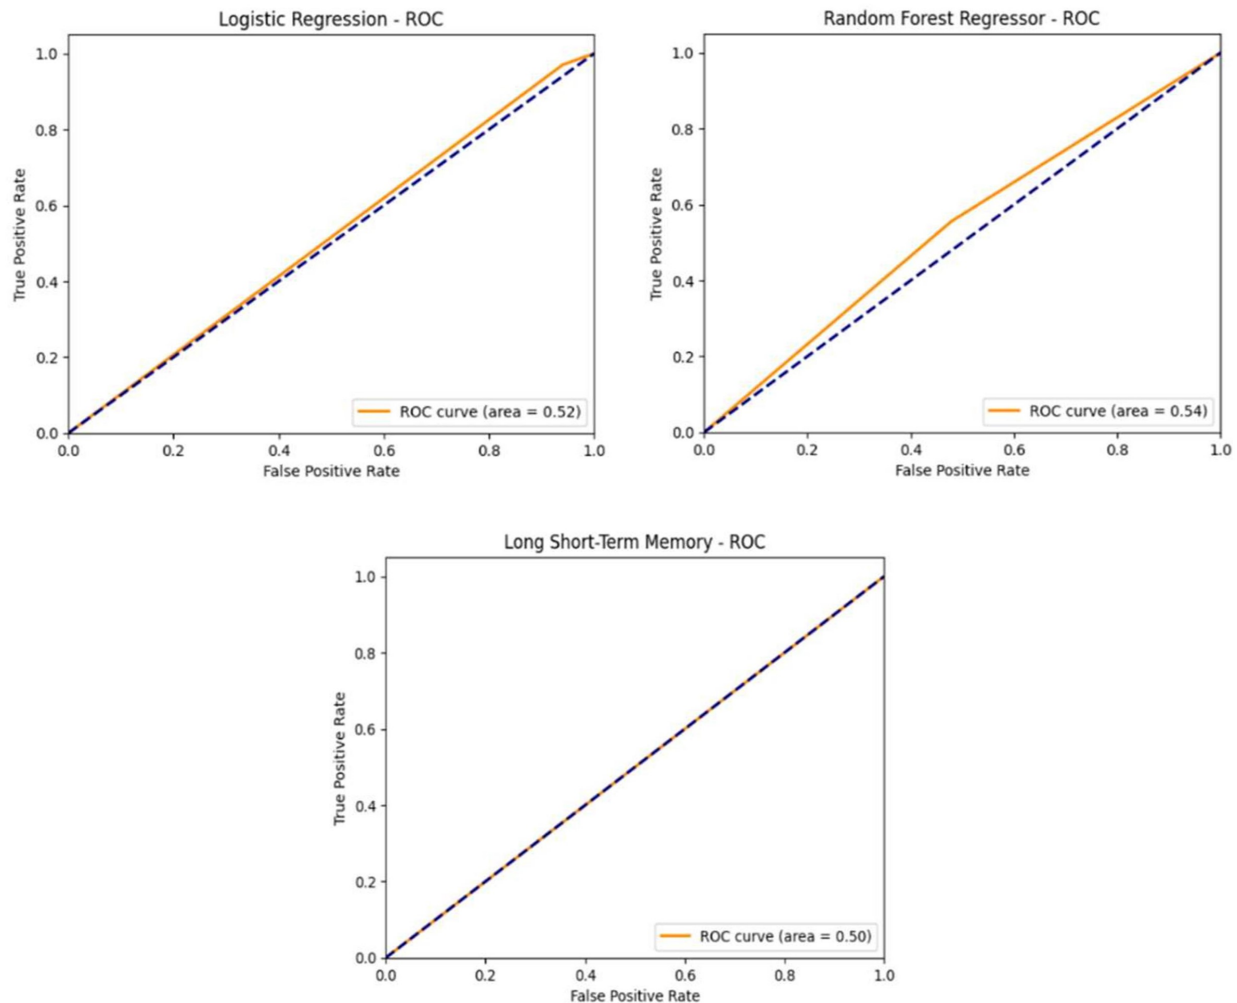 Logistic Regression - ROC
1.0
0.8
0.6
0.4
0.2
0.0
True Positive Rate
0.0 0.2 0.4 0.6 0.8 1.0
False Positive Rate
ROC curve (area = 0.52)
Random Forest Regressor - ROC
1.0
0.8
0.6
0.4
0.2
0.0
True Positive Rate
0.0 0.2 0.4 0.6 0.8 1.0
False Positive Rate
ROC curve (area = 0.54)
Long Short-Term Memory - ROC
1.0
0.8
0.6
0.4
0.2
0.0
True Positive Rate
0.0 0.2 0.4 0.6 0.8 1.0
False Positive Rate
ROC curve (area = 0.50)